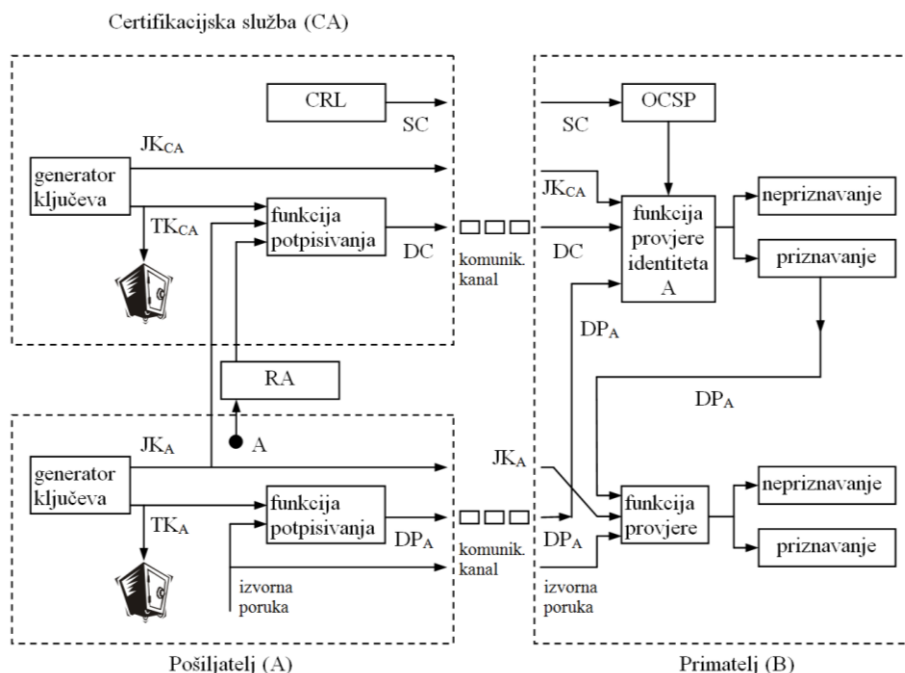 Certifikacijska služba (CA)
CRL
SC
JKCA
generator
ključeva
TKCA
funkcija
potpisivanja
DC
komunik.
kanal
SC
OCSP
JKCA
DC
funkcija
provjere
identiteta
A
nepriznavanje
priznavanje
DPA
DPA
RA
A
JKA
generator
ključeva
TKA
funkcija
potpisivanja
DPA
izvorna
poruka
komunik.
kanal
JKA
DPA
izvorna
poruka
funkcija
provjere
nepriznavanje
priznavanje
Pošiljatelj (A)
Primatelj (B)